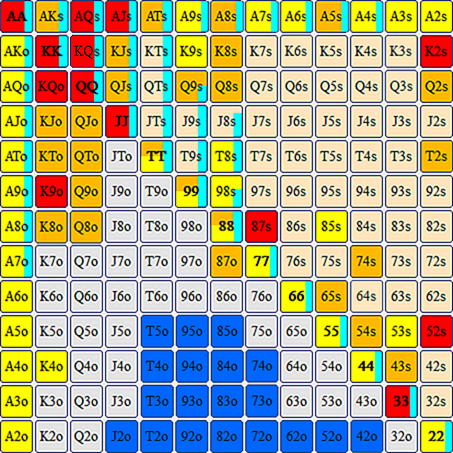 AA AKs AQs AJs ATs A9s A8s A7s A6s A5s A4s A3s A2s
AKo KK KQs KJs KTs K9s K8s K7s K6s K5s K4s K3s K2s
AQo KQo QQ QJs QTs Q9s Q8s Q7s Q6s Q5s Q4s Q3s Q2s
AJo KJo QJo JJ JTs J9s J8s J7s J6s J5s J4s J3s J2s
ATo KTo QTo JTo TT T9s T8s T7s T6s T5s T4s T3s T2s
A9o K9o Q9o J9o T9o 99 98s 97s 96s 95s 94s 93s 92s
A8o K8o Q8o J8o T8o 98o 88 87s 86s 85s 84s 83s 82s
A7o K7o Q7o J7o T7o 97o 87o 77 76s 75s 74s 73s 72s
A6o K6o Q6o J6o T6o 96o 86o 76o 66 65s 64s 63s 62s
A5o K5o Q5o J5o T5o 95o 85o 75o 65o 55 54s 53s 52s
A4o K4o Q4o J4o T4o 94o 84o 74o 64o 54o 44 43s 42s
A3o K3o Q3o J3o T3o 93o 83o 73o 63o 53o 43o 33 32s
A2o K2o Q2o J2o T2o 92o 82o 72o 62o 52o 42o 32o 22